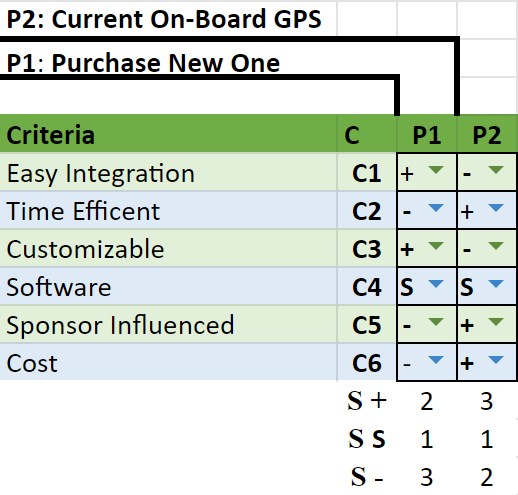 P2: Current On-Board GPS
P1: Purchase New One
Criteria C P1 P2
Easy Integration C1 + -
Time Efficent C2 - +
Customizable C3 + -
Software C4 S S
Sponsor Influenced C5 - +
Cost C6 - +
S + 2 3
S S 1 1
S - 3 2